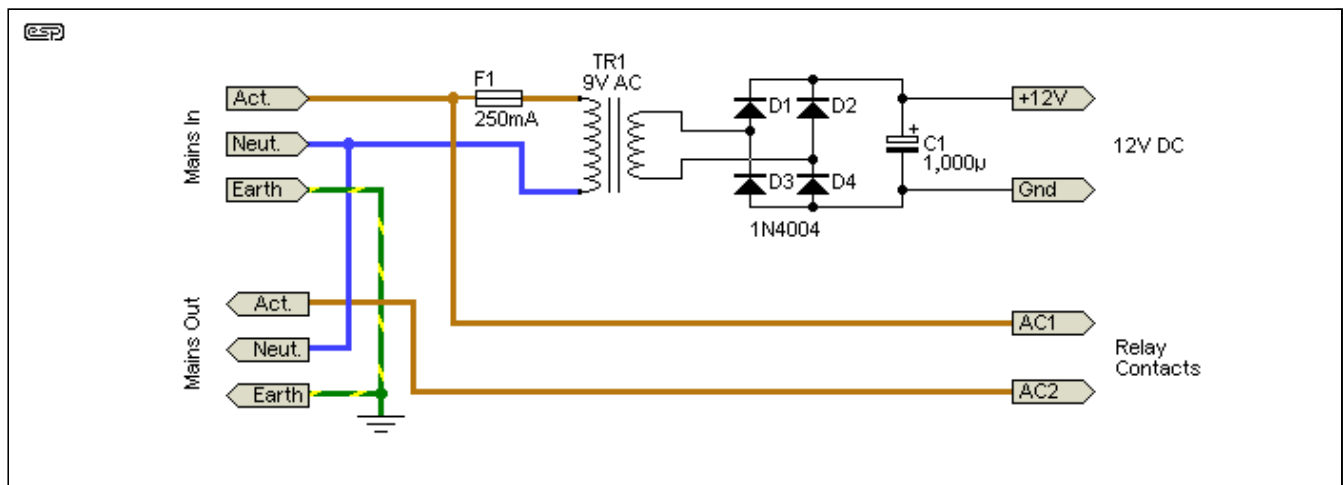 esp
Mains In
Act.
Neut.
Earth
F1
250mA
TR1
9V AC
D1
D2
D3
D4
1N4004
C1
1,000µ
+
+12V
12V DC
Gnd
Mains Out
Act.
Neut.
Earth
AC1
Relay
Contacts
AC2